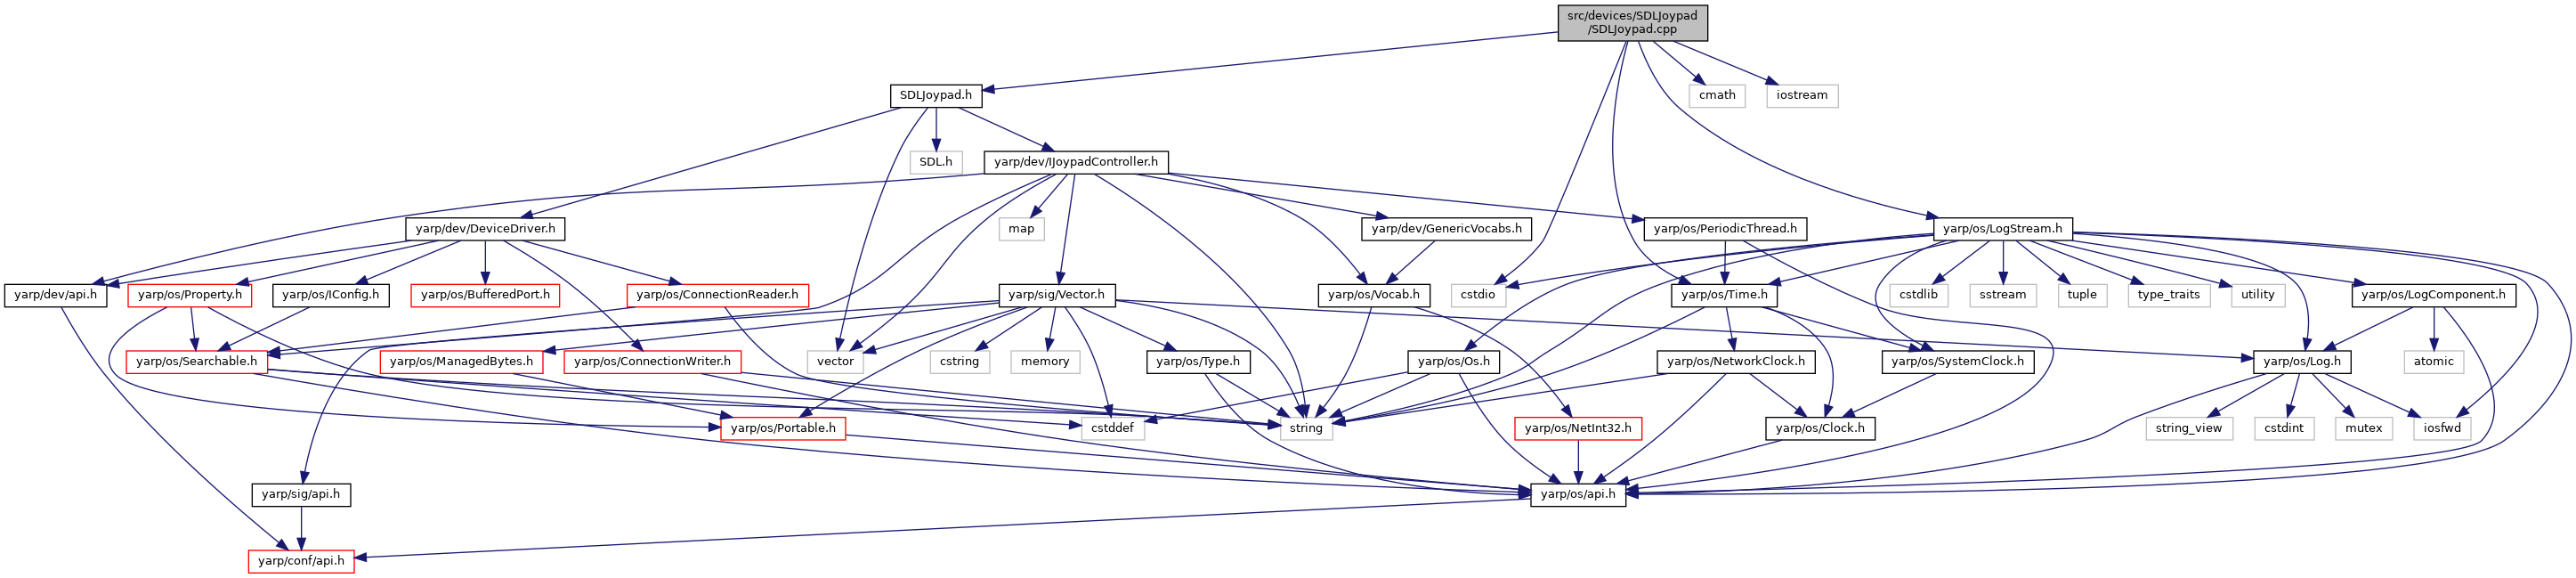 src/devices/SDLJoypad
/SDLJoypad.cpp
SDLJoypad.h
cmath
iostream
SDL.h
yarp/dev/IJoypadController.h
yarp/dev/DeviceDriver.h
map
yarp/dev/GenericVocabs.h
yarp/os/PeriodicThread.h
yarp/os/LogStream.h
yarp/dev/api.h
yarp/os/Property.h
yarp/os/IConfig.h
yarp/os/BufferedPort.h
yarp/os/ConnectionReader.h
yarp/sig/Vector.h
yarp/os/Vocab.h
cstdio
yarp/os/Time.h
cstdlib
sstream
tuple
type_traits
utility
yarp/os/LogComponent.h
yarp/os/Searchable.h
yarp/os/ManagedBytes.h
yarp/os/ConnectionWriter.h
vector
cstring
memory
yarp/os/Type.h
yarp/os/Os.h
yarp/os/NetworkClock.h
yarp/os/SystemClock.h
yarp/os/Log.h
atomic
yarp/os/Portable.h
cstddef
string
yarp/os/NetInt32.h
yarp/os/Clock.h
string_view
cstdint
mutex
iosfwd
yarp/sig/api.h
yarp/os/api.h
yarp/conf/api.h